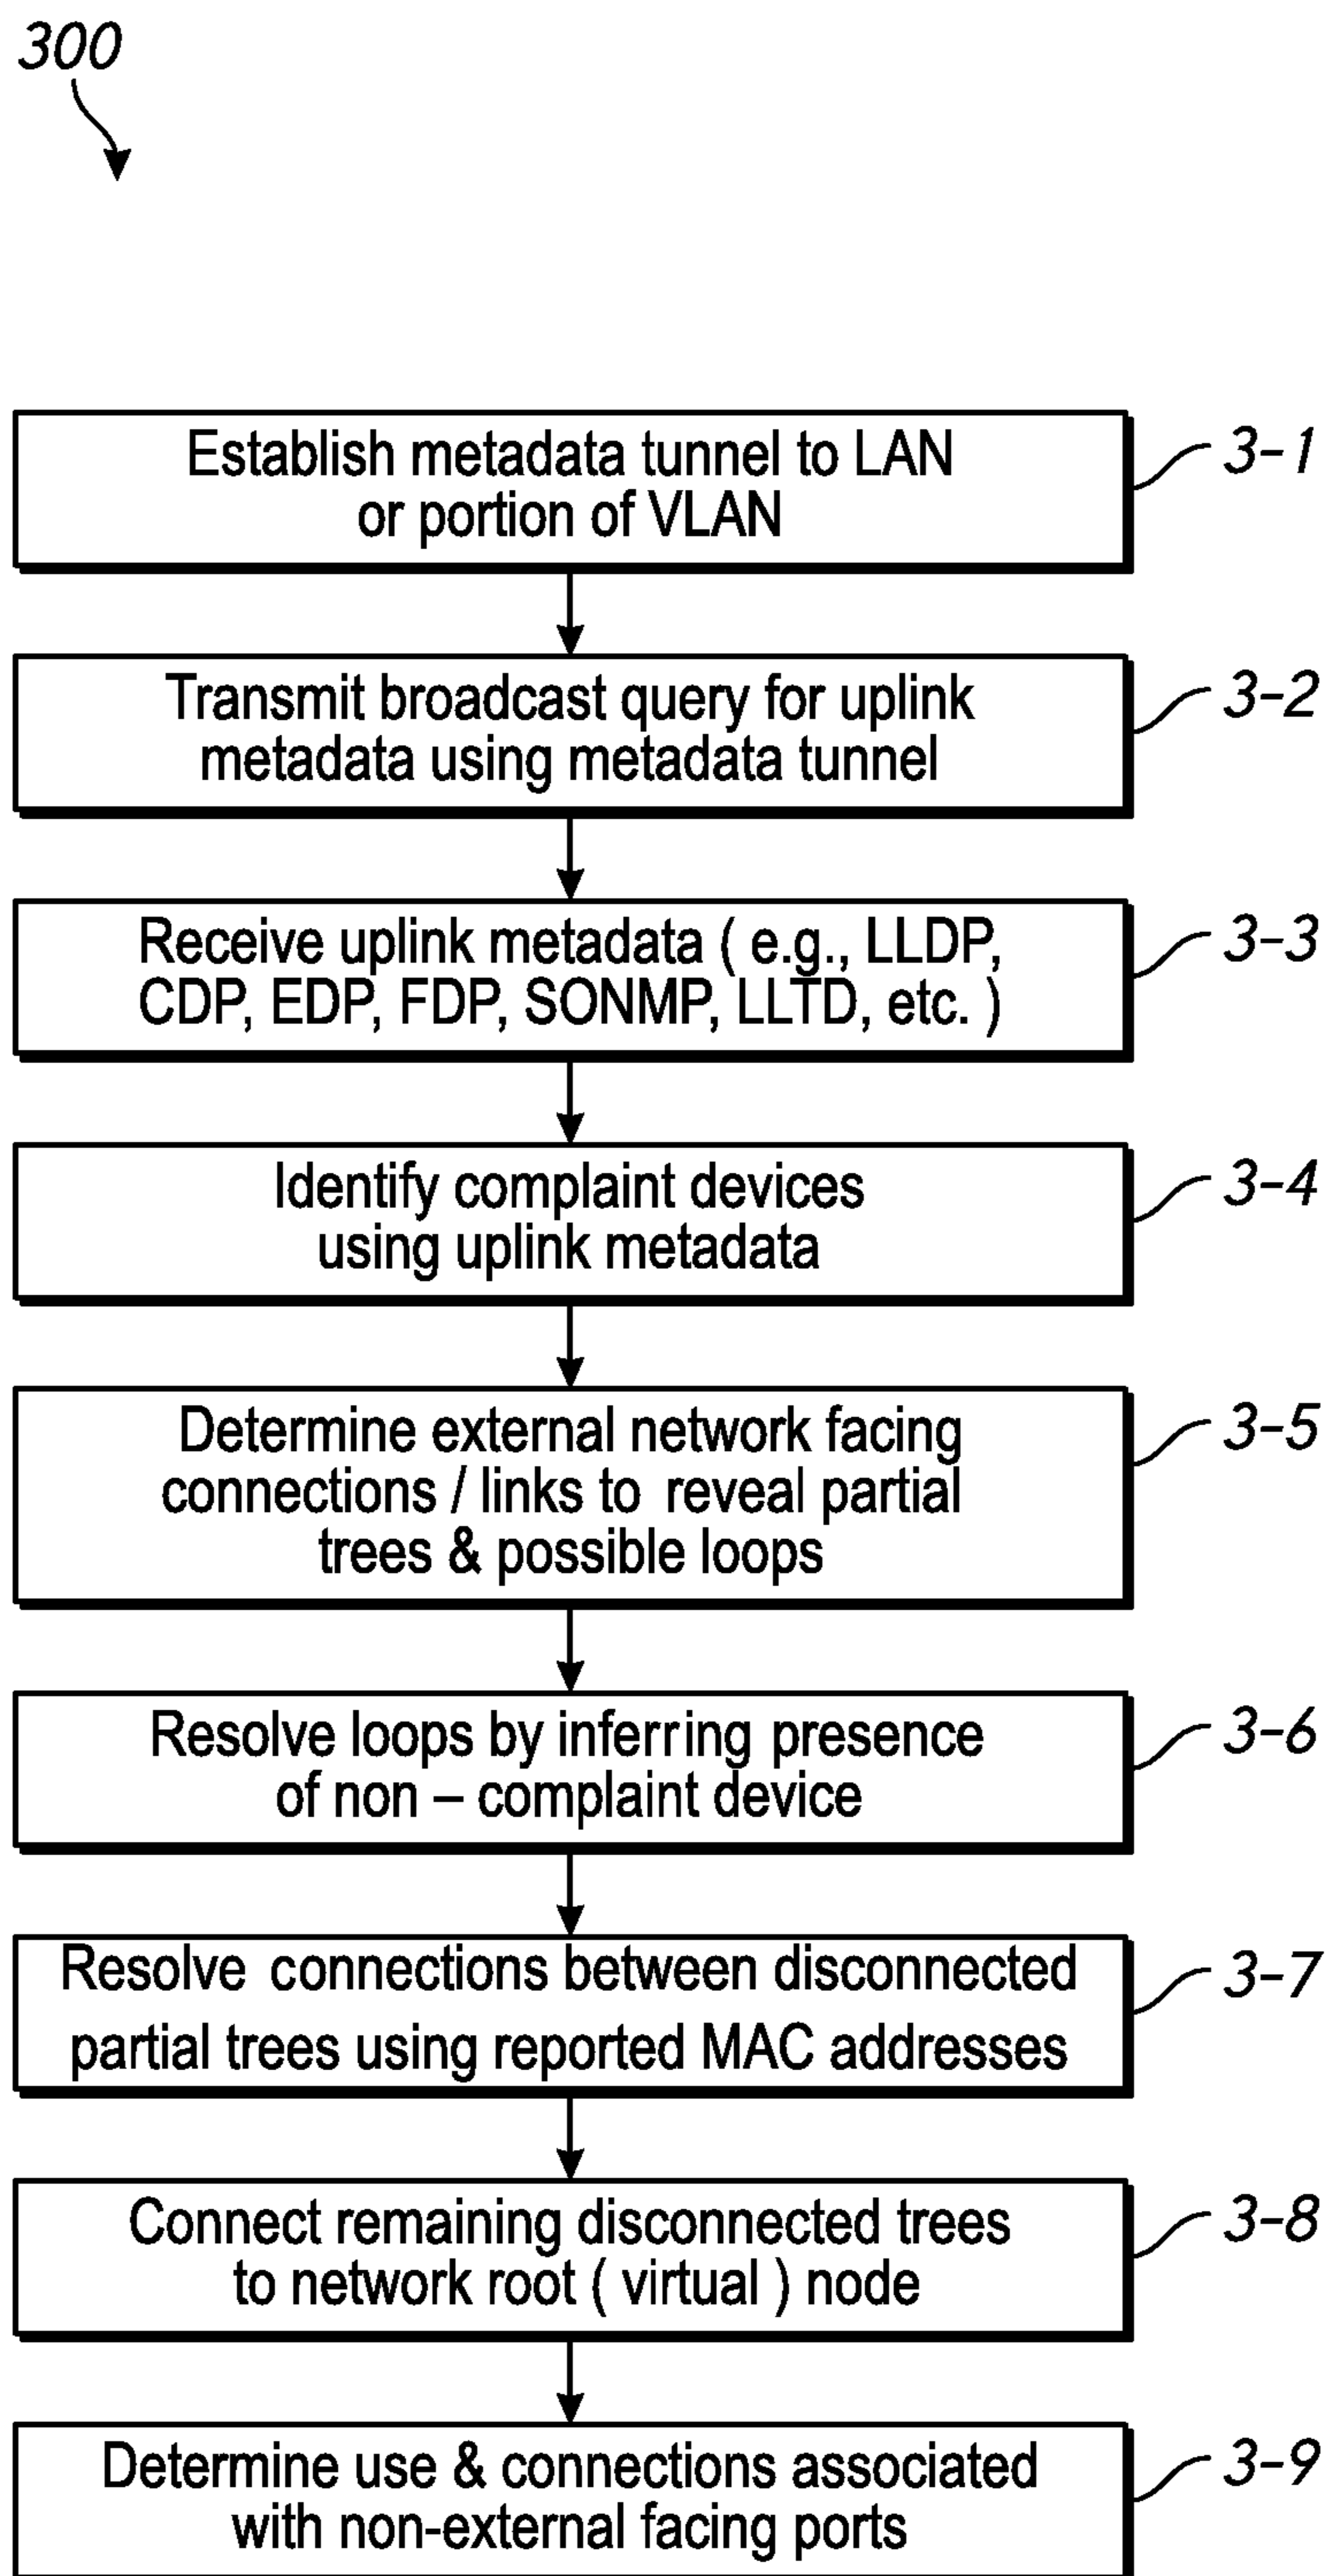 300
Establish metadata tunnel to LAN
or portion of VLAN
3-1
Transmit broadcast query for uplink
metadata using metadata tunnel
3-2
Receive uplink metadata ( e.g., LLDP,
CDP, EDP, FDP, SONMP, LLTD, etc. )
3-3
Identify complaint devices
using uplink metadata
3-4
Determine external network facing
connections / links to reveal partial
trees & possible loops
3-5
Resolve loops by inferring presence
of non – complaint device
3-6
Resolve connections between disconnected
partial trees using reported MAC addresses
3-7
Connect remaining disconnected trees
to network root ( virtual ) node
3-8
Determine use & connections associated
with non-external facing ports
3-9